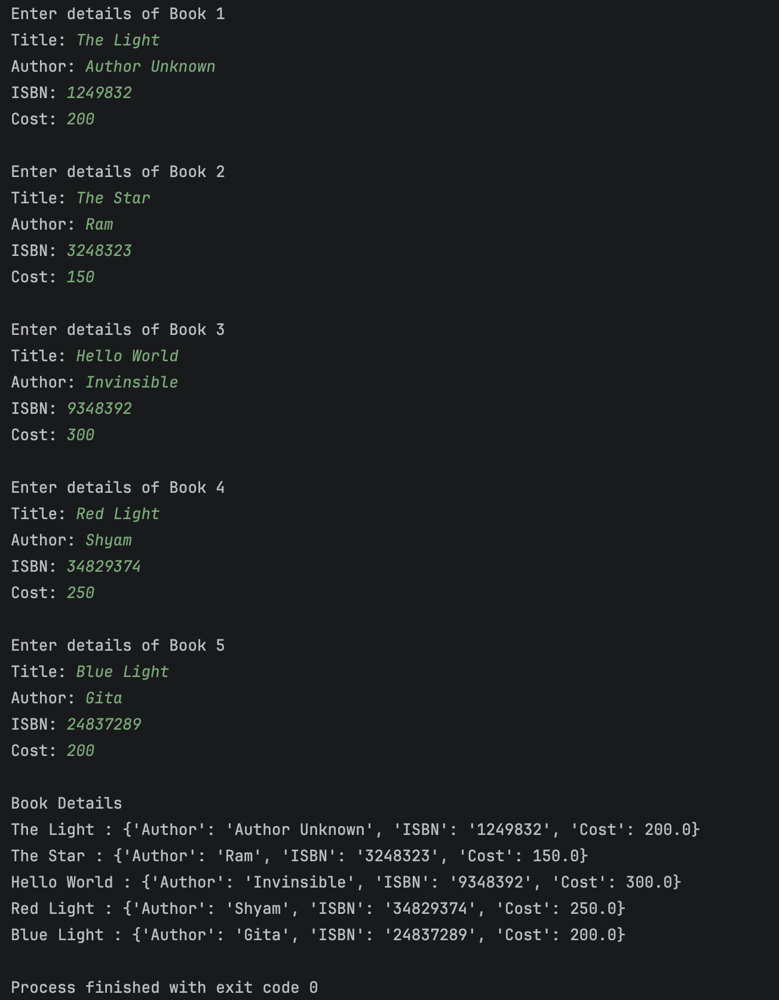 Enter details of Book 1
Title: The Light
Author: Author Unknown
ISBN: 1249832
Cost: 200
Enter details of Book 2
Title: The Star
Author: Ram
ISBN: 3248323
Cost: 150
Enter details of Book 3
Title: Hello World
Author: Invinsible
ISBN: 9348392
Cost: 300
Enter details of Book 4
Title: Red Light
Author: Shyam
ISBN: 34829374
Cost: 250
Enter details of Book 5
Title: Blue Light
Author: Gita
ISBN: 24837289
Cost: 200
Book Details
The Light : {'Author': 'Author Unknown', 'ISBN': '1249832', 'Cost': 200.0}
The Star : {'Author': 'Ram', 'ISBN': '3248323', 'Cost': 150.0}
Hello World : {'Author': 'Invinsible', 'ISBN': '9348392', 'Cost': 300.0}
Red Light : {'Author': 'Shyam', 'ISBN': '34829374', 'Cost': 250.0}
Blue Light : {'Author': 'Gita', 'ISBN': '24837289', 'Cost': 200.0}
Process finished with exit code 0